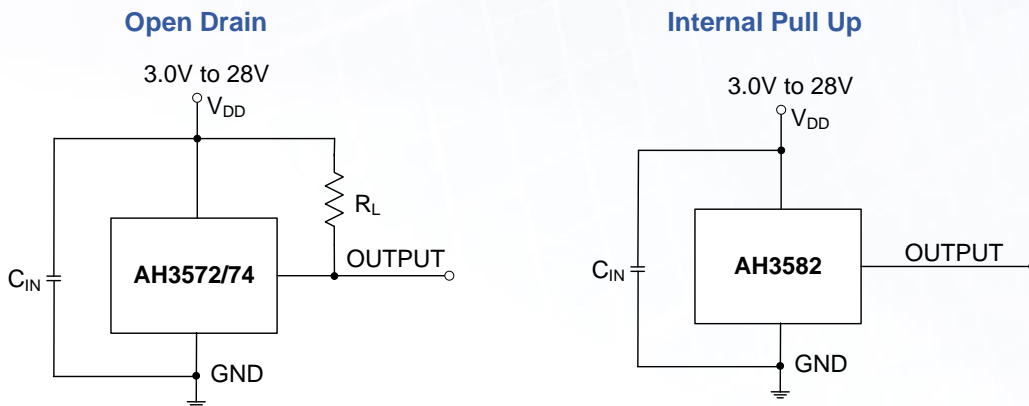 Open Drain
3.0V to 28V
VDD
RL
OUTPUT
AH3572/74
CIN
GND
Internal Pull Up
3.0V to 28V
VDD
OUTPUT
AH3582
CIN
GND